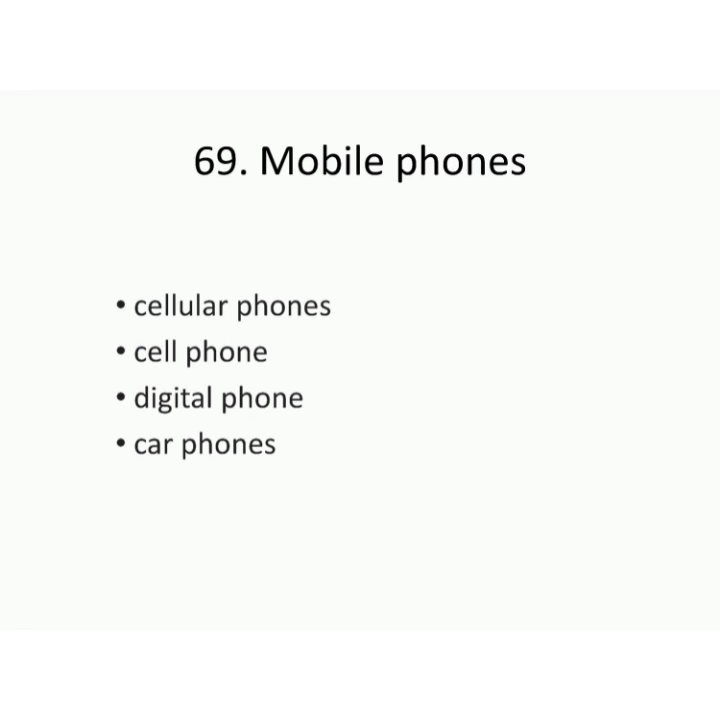 69. Mobile phones
• cellular phones
• cell phone
• digital phone
• car phones